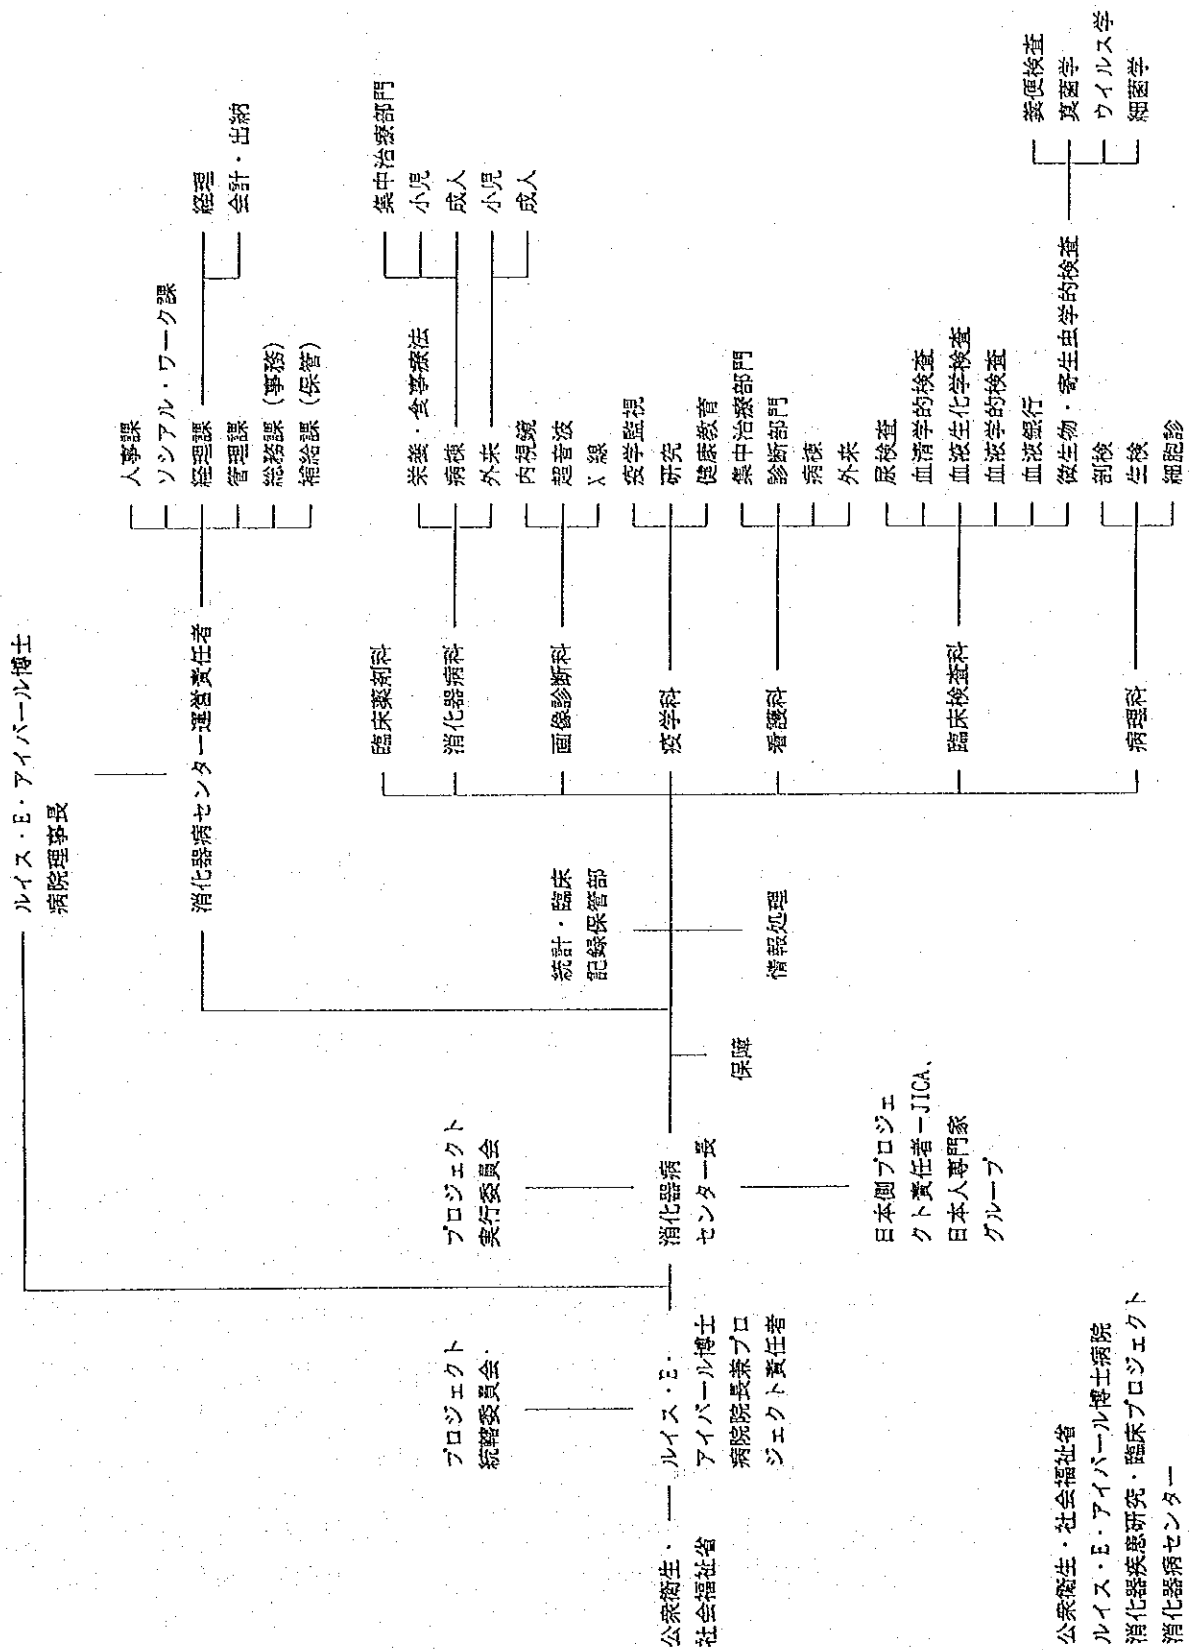 ルイス・E・アイバール博士
病院理事長
消化器病センター運営責任者
人事課
ソシアル・ワーク課
経理課
管理課
総務課（事務）
補給課（保管）
経理
会計・出納
臨床薬剤科
消化器病科
画像診断科
疫学科
看護科
臨床検査科
病理科
栄養・食事療法
病棟
外来
内視鏡
超音波
X線
疫学監視
研究
健康教育
集中治療部門
診断部門
病棟
外来
尿検査
血清学的検査
血液生化学検査
血液学的検査
血液銀行
微生物・寄生虫学的検査
剖検
生検
細胞診
集中治療部門
小児
成人
小児
成人
糞便検査
真菌学
ウイルス学
細菌学
統計・臨床
記録保管部
情報処理
保障
プロジェクト
実行委員会
消化器病
センター長
日本側プロジェ
クト責任者－JICA、
日本人専門家
グループ
プロジェクト
統轄委員会
ルイス・E・
アイバール博士
病院院長兼プロ
ジェクト責任者
公衆衛生・
社会福祉省
公衆衛生・社会福祉省
ルイス・E・アイバール博士病院
消化器疾患研究・臨床プロジェクト
消化器病センター